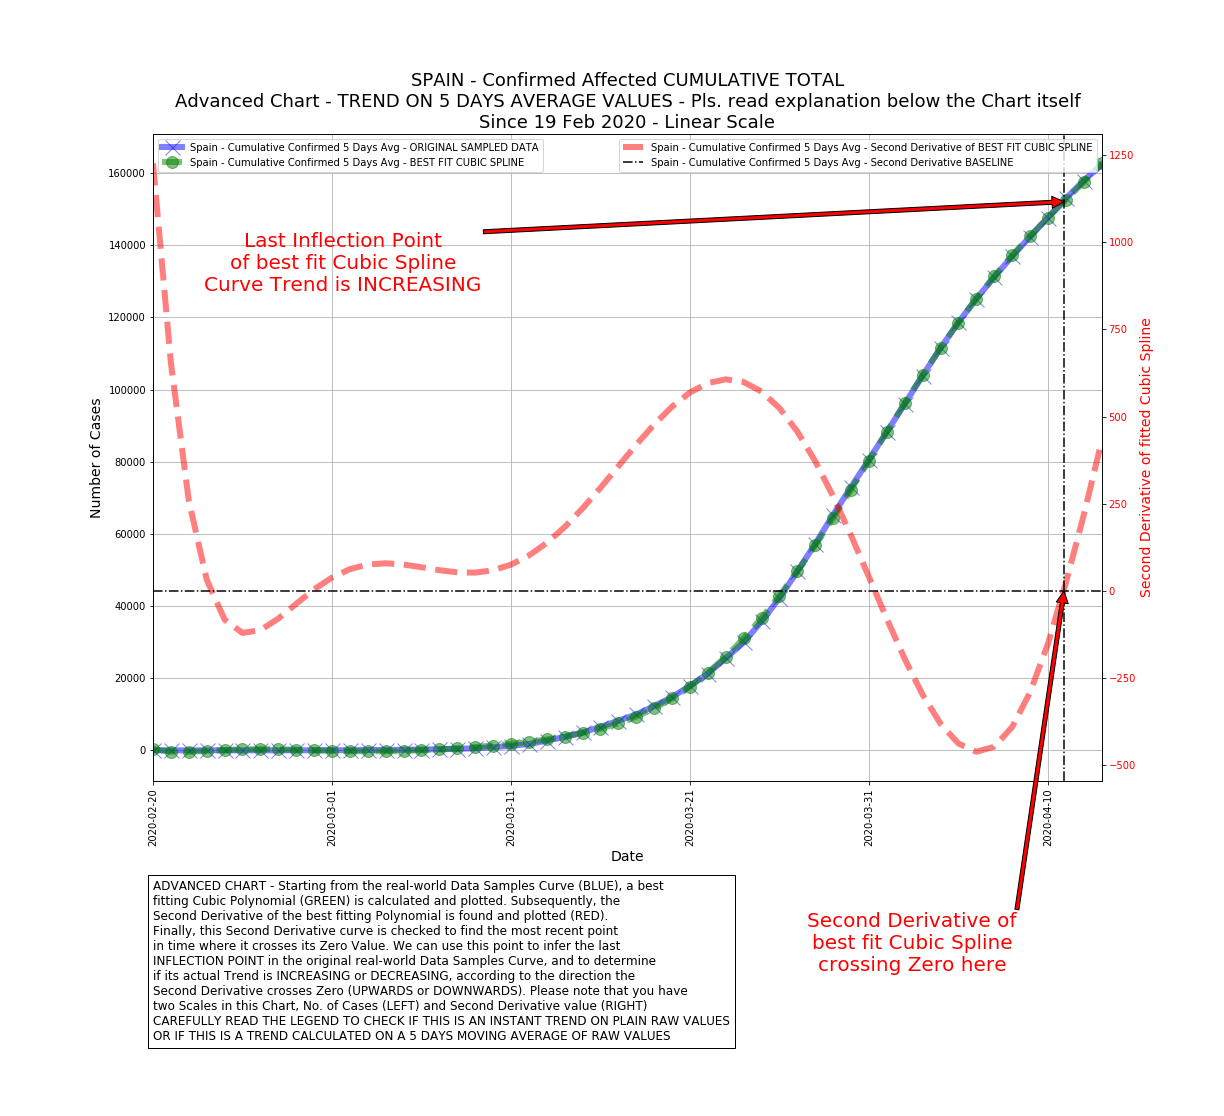 SPAIN - Confirmed Affected CUMULATIVE TOTAL
Advanced Chart - TREND ON 5 DAYS AVERAGE VALUES - Pls. read explanation below the Chart itself
Since 19 Feb 2020 - Linear Scale
Spain - Cumulative Confirmed 5 Days Avg - ORIGINAL SAMPLED DATA
Spain - Cumulative Confirmed 5 Days Avg - BEST FIT CUBIC SPLINE
Spain - Cumulative Confirmed 5 Days Avg - Second Derivative of BEST FIT CUBIC SPLINE
Spain - Cumulative Confirmed 5 Days Avg - Second Derivative BASELINE
Last Inflection Point
of best fit Cubic Spline
Curve Trend is INCREASING
Number of Cases
160000
140000
120000
100000
80000
60000
40000
20000
0
1250
1000
750
500
250
0
−250
−500
Second Derivative of fitted Cubic Spline
2020-02-20
2020-03-01
2020-03-11
2020-03-21
2020-03-31
2020-04-10
Date
ADVANCED CHART - Starting from the real-world Data Samples Curve (BLUE), a best
fitting Cubic Polynomial (GREEN) is calculated and plotted. Subsequently, the
Second Derivative of the best fitting Polynomial is found and plotted (RED).
Finally, this Second Derivative curve is checked to find the most recent point
in time where it crosses its Zero Value. We can use this point to infer the last
INFLECTION POINT in the original real-world Data Samples Curve, and to determine
if its actual Trend is INCREASING or DECREASING, according to the direction the
Second Derivative crosses Zero (UPWARDS or DOWNWARDS). Please note that you have
two Scales in this Chart, No. of Cases (LEFT) and Second Derivative value (RIGHT)
CAREFULLY READ THE LEGEND TO CHECK IF THIS IS AN INSTANT TREND ON PLAIN RAW VALUES
OR IF THIS IS A TREND CALCULATED ON A 5 DAYS MOVING AVERAGE OF RAW VALUES
Second Derivative of
best fit Cubic Spline
crossing Zero here